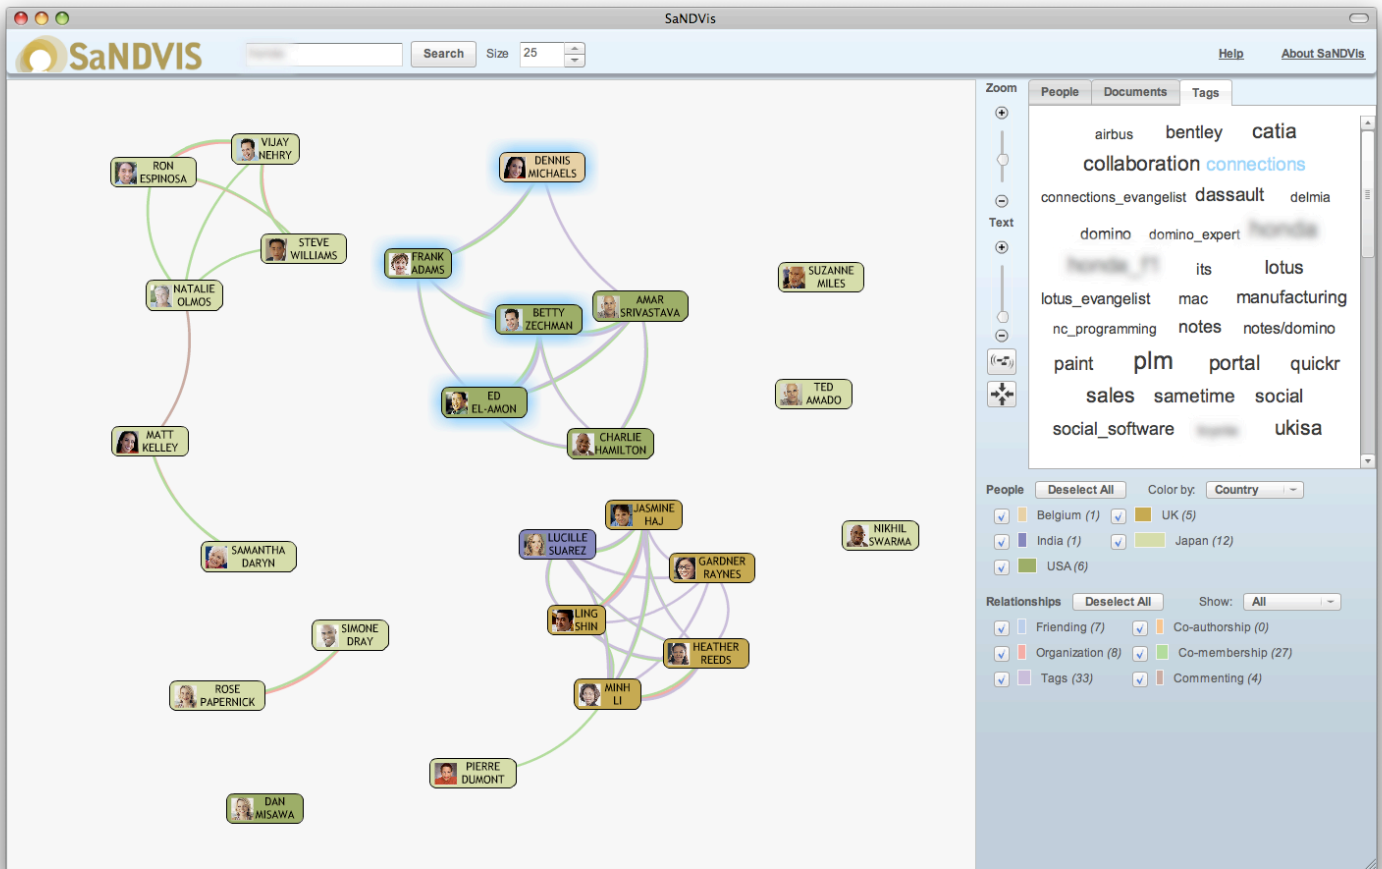 SaNDVis
SaNDVIS
Search
Size
25
Help
About SaNDVis
Zoom
People
Documents
Tags
airbus
bentley
catia
collaboration
connections
connections_evangelist
dassault
delmia
domino
domino_expert
its
lotus
lotus_evangelist
mac
manufacturing
Text
nc_programming
notes
notes/domino
paint
plm
portal
quickr
sales
sametime
social
social_software
ukisa
People
Deselect All
Color by:
Country
Belgium (1)
UK (5)
India (1)
Japan (12)
USA (6)
Relationships
Deselect All
Show:
All
Friending (7)
Co-authorship (0)
Organization (8)
Co-membership (27)
Tags (33)
Commenting (4)
VIJAY
NEHRY
RON
ESPINOSA
STEVE
WILLIAMS
NATALIE
OLMOS
MATT
KELLEY
SAMANTHA
DARYN
DENNIS
MICHAELS
FRANK
ADAMS
BETTY
ZECHMAN
AMAR
SRIVASTAVA
ED
EL-AMON
CHARLIE
HAMILTON
SUZANNE
MILES
TED
AMADO
NIKHIL
SWARMA
JASMINE
HAJ
LUCILLE
SUAREZ
GARDNER
RAYNES
LING
SHIN
HEATHER
REEDS
MINH
LI
SIMONE
DRAY
ROSE
PAPERNICK
PIERRE
DUMONT
DAN
MISAWA